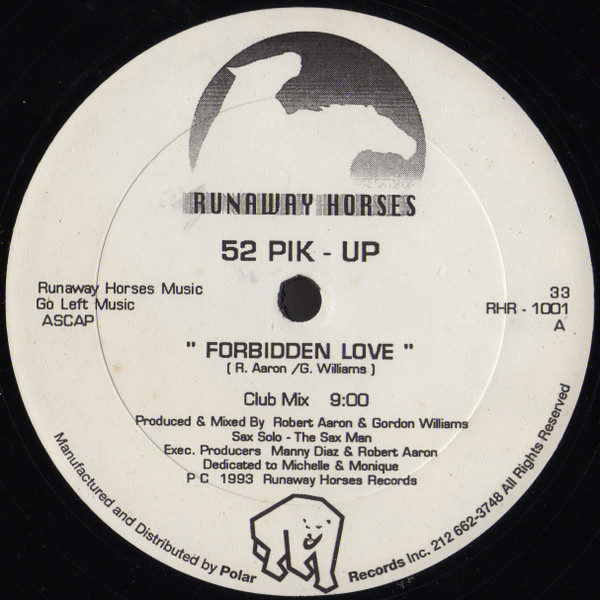 RUNAWAY HORSES
52 PIK - UP
Runaway Horses Music
Go Left Music
ASCAP
33
RHR - 1001
A
" FORBIDDEN LOVE "
( R. Aaron /G. Williams )
Club Mix 9:00
Produced & Mixed By Robert Aaron & Gordon Williams
Sax Solo - The Sax Man
Exec. Producers Manny Diaz & Robert Aaron
Dedicated to Michelle & Monique
P C 1993 Runaway Horses Records
Manufactured and Distributed by Polar Records Inc. 212 662-3748 All Rights Reserved